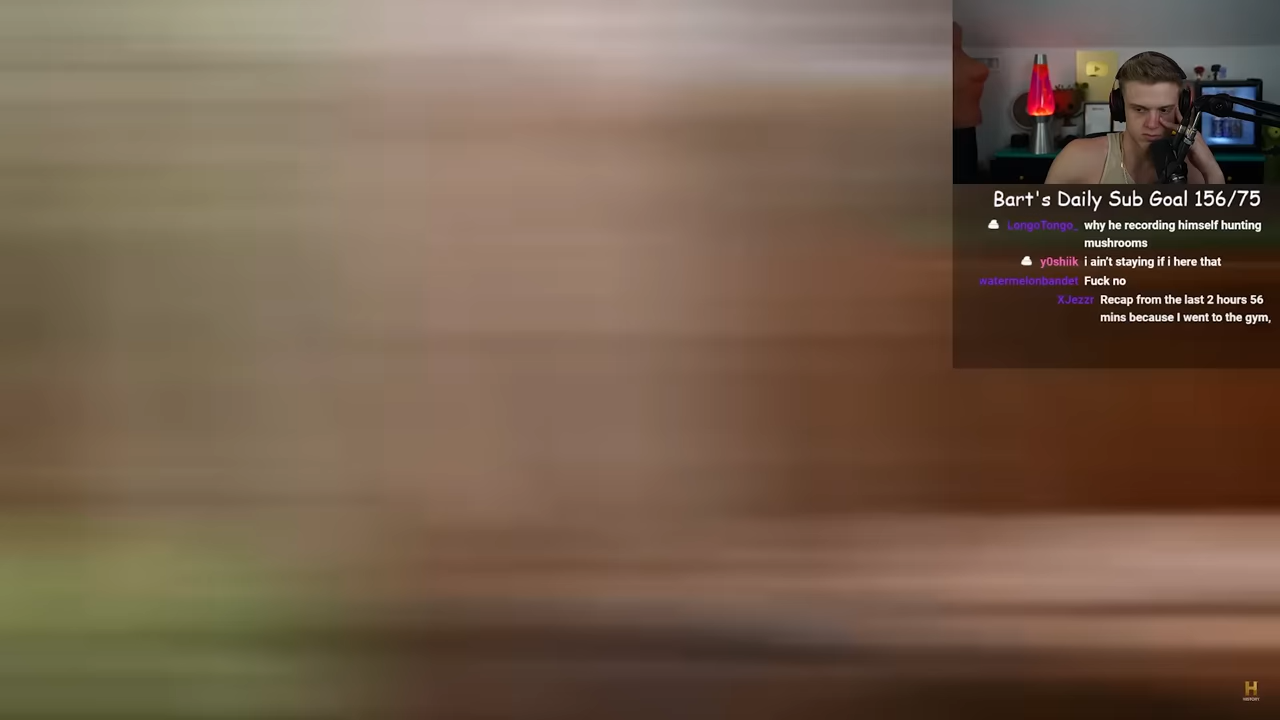 Bart's Daily Sub Goal 156/75
LongoTongo_ why he recording himself hunting
mushrooms
y0shiik i ain't staying if i here that
watermelonbandet Fuck no
XJezzr Recap from the last 2 hours 56
mins because I went to the gym,
H
HISTORY